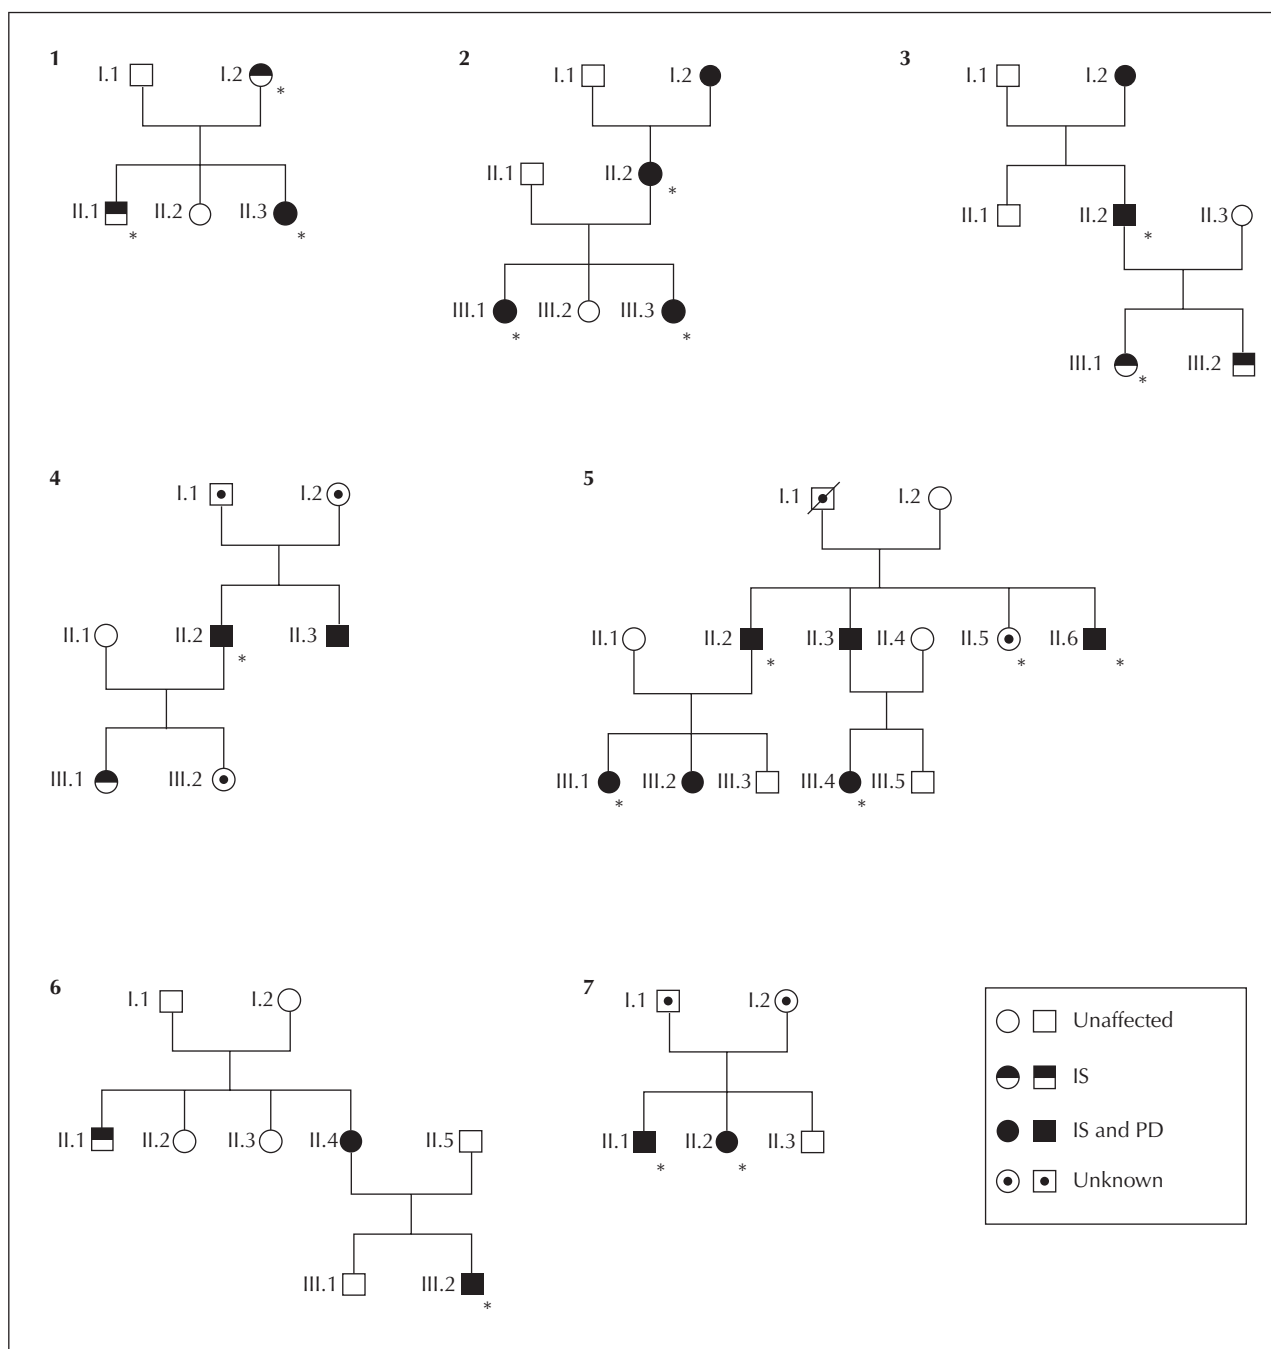 1
I.1 I.2 *
II.1 * II.2 II.3 *
2
I.1 I.2
II.1 II.2 *
III.1 * III.2 III.3 *
3
I.1 I.2
II.1 II.2 * II.3
III.1 * III.2
4
I.1 I.2
II.1 II.2 * II.3
III.1 III.2
5
I.1 I.2
II.1 II.2 * II.3 II.4 II.5 * II.6 *
III.1 * III.2 III.3 III.4 * III.5
6
I.1 I.2
II.1 II.2 II.3 II.4 II.5
III.1 III.2 *
7
I.1 I.2
II.1 * II.2 * II.3
Unaffected
IS
IS and PD
Unknown